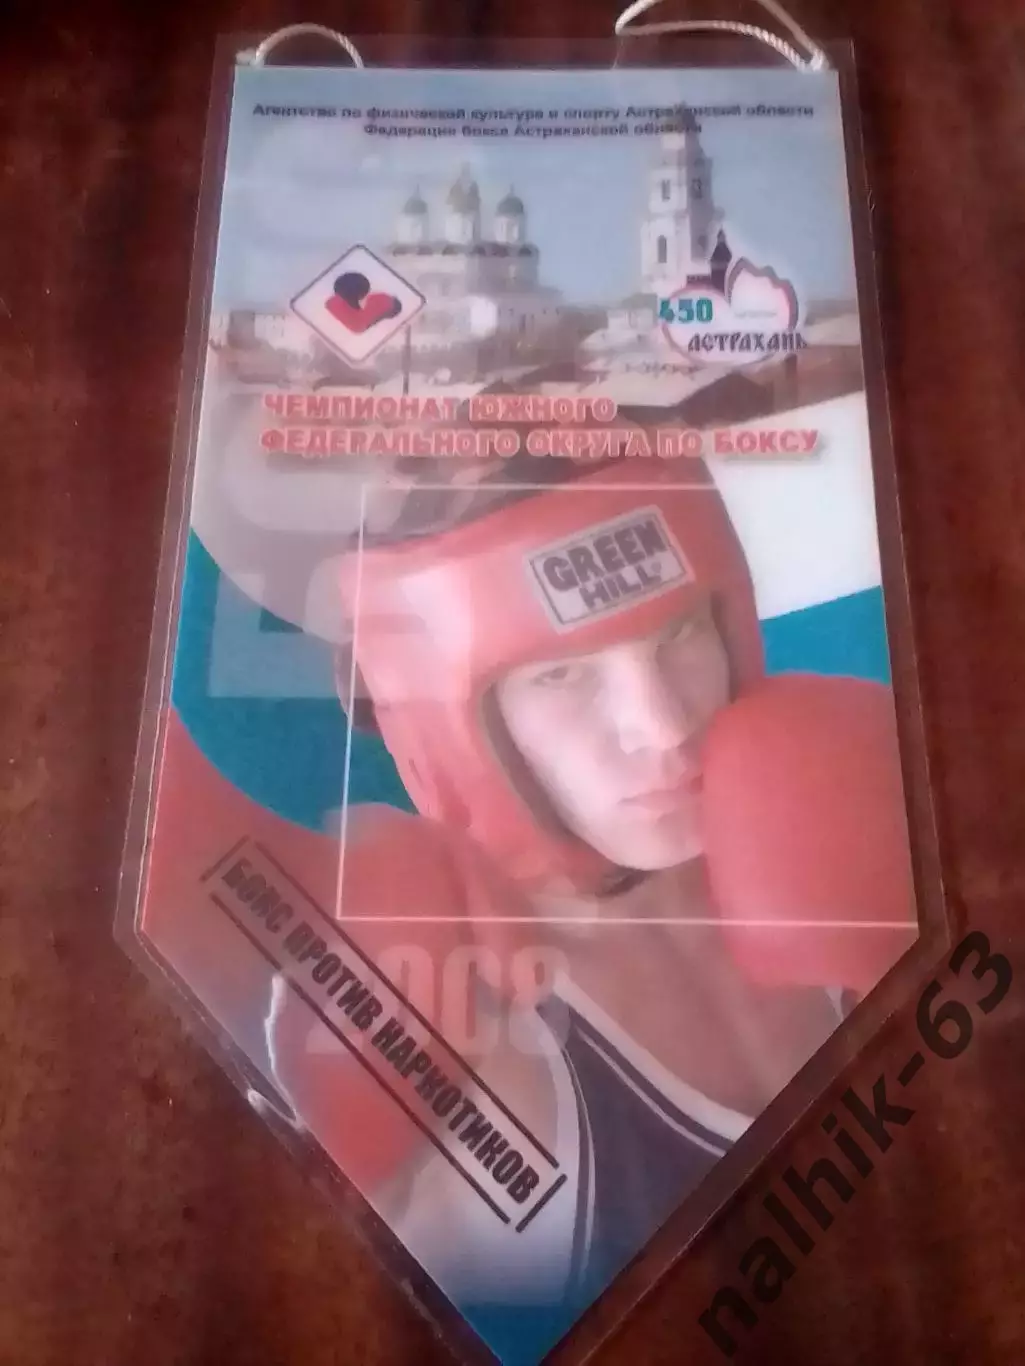 Агентство по физической культуре и спорту Астраханской области
Федерация бокса Астраханской области
450
АСТРАХАНЬ
ЧЕМПИОНАТ ЮЖНОГО
ФЕДЕРАЛЬНОГО ОКРУГА ПО БОКСУ
GREEN
HILL
БОКС ПРОТИВ НАРКОТИКОВ
2008
nalhik-63